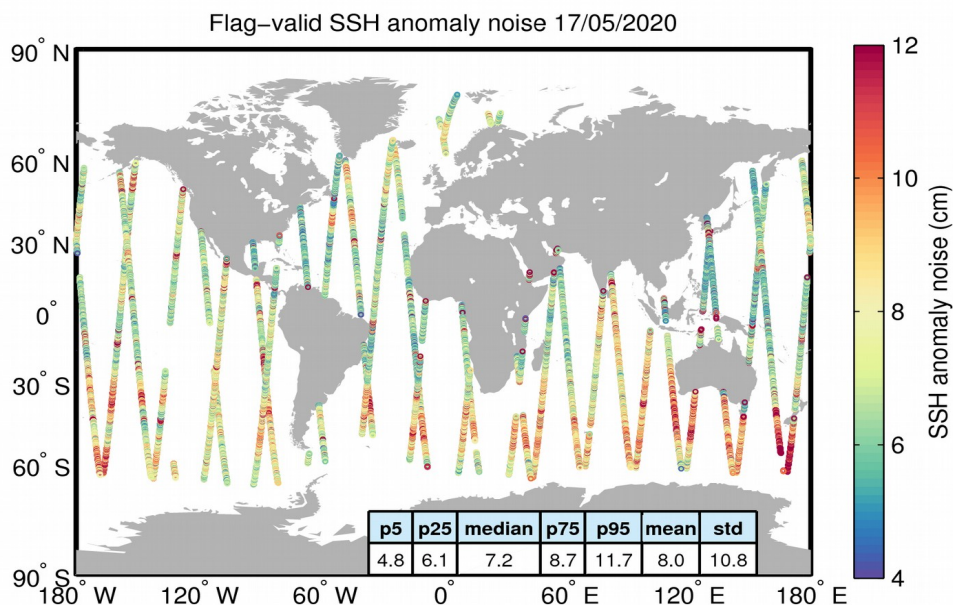 Flag−valid SSH anomaly noise 17/05/2020
90° N
60° N
30° N
0°
30° S
60° S
90° S
180° W
120° W
60° W
0°
60° E
120° E
180° E
p5 p25 median p75 p95 mean std
4.8 6.1 7.2 8.7 11.7 8.0 10.8
12
10
8
6
4
SSH anomaly noise (cm)